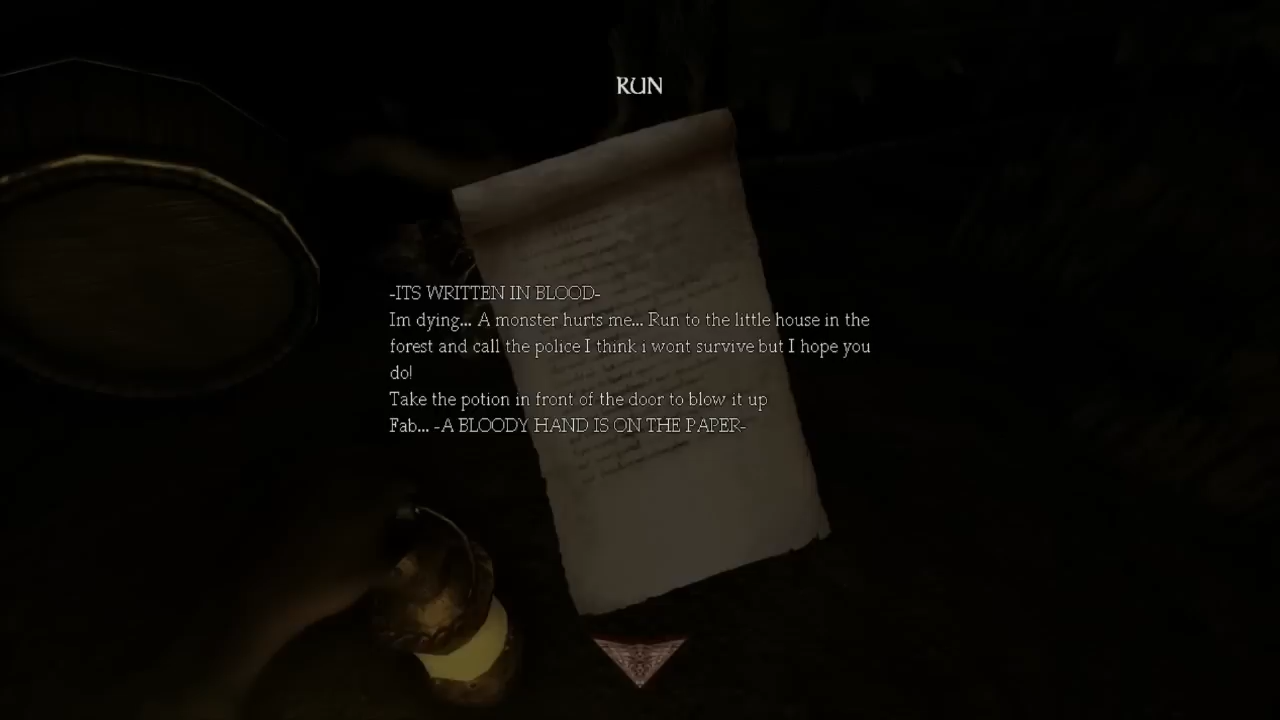 RUN
-ITS WRITTEN IN BLOOD-
Im dying... A monster hurts me... Run to the little house in the
forest and call the police I think i wont survive but I hope you
do!
Take the potion in front of the door to blow it up
Fab... -A BLOODY HAND IS ON THE PAPER-